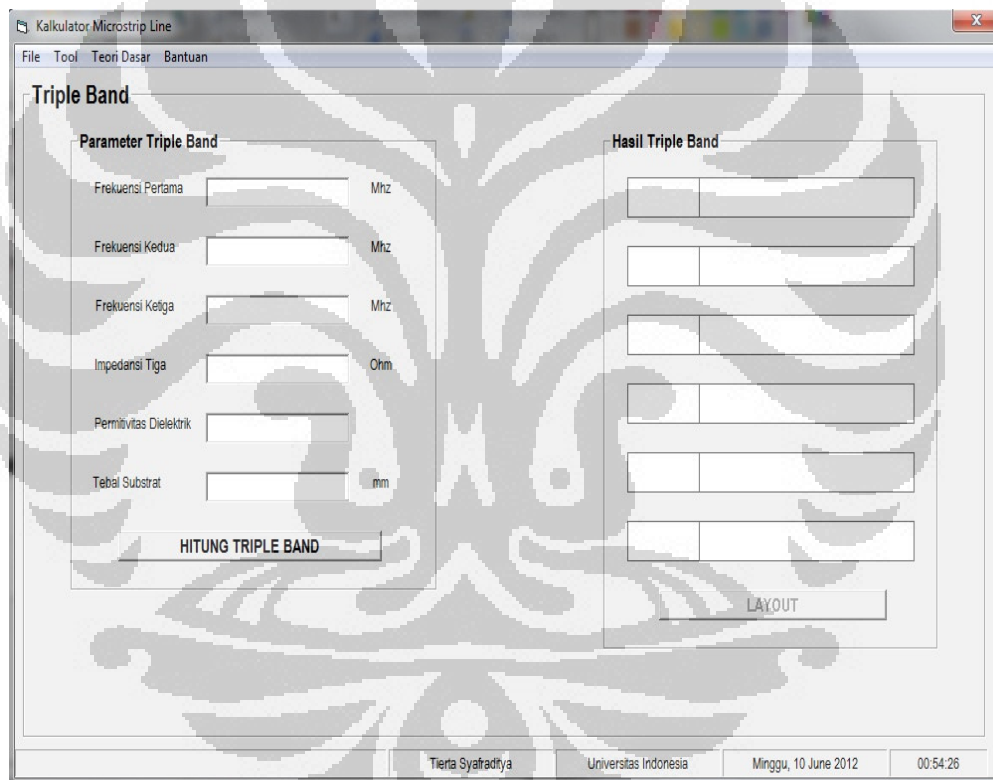 Kalkulator Microstrip Line
File Tool Teori Dasar Bantuan
Triple Band
Parameter Triple Band
Frekuensi Pertama Mhz
Frekuensi Kedua Mhz
Frekuensi Ketiga Mhz
Impedansi Tiga Ohm
Permitivitas Dielektrik
Tebal Substrat mm
HITUNG TRIPLE BAND
Hasil Triple Band
LAYOUT
Tierta Syafraditya Universitas Indonesia Minggu, 10 June 2012 00:54:26